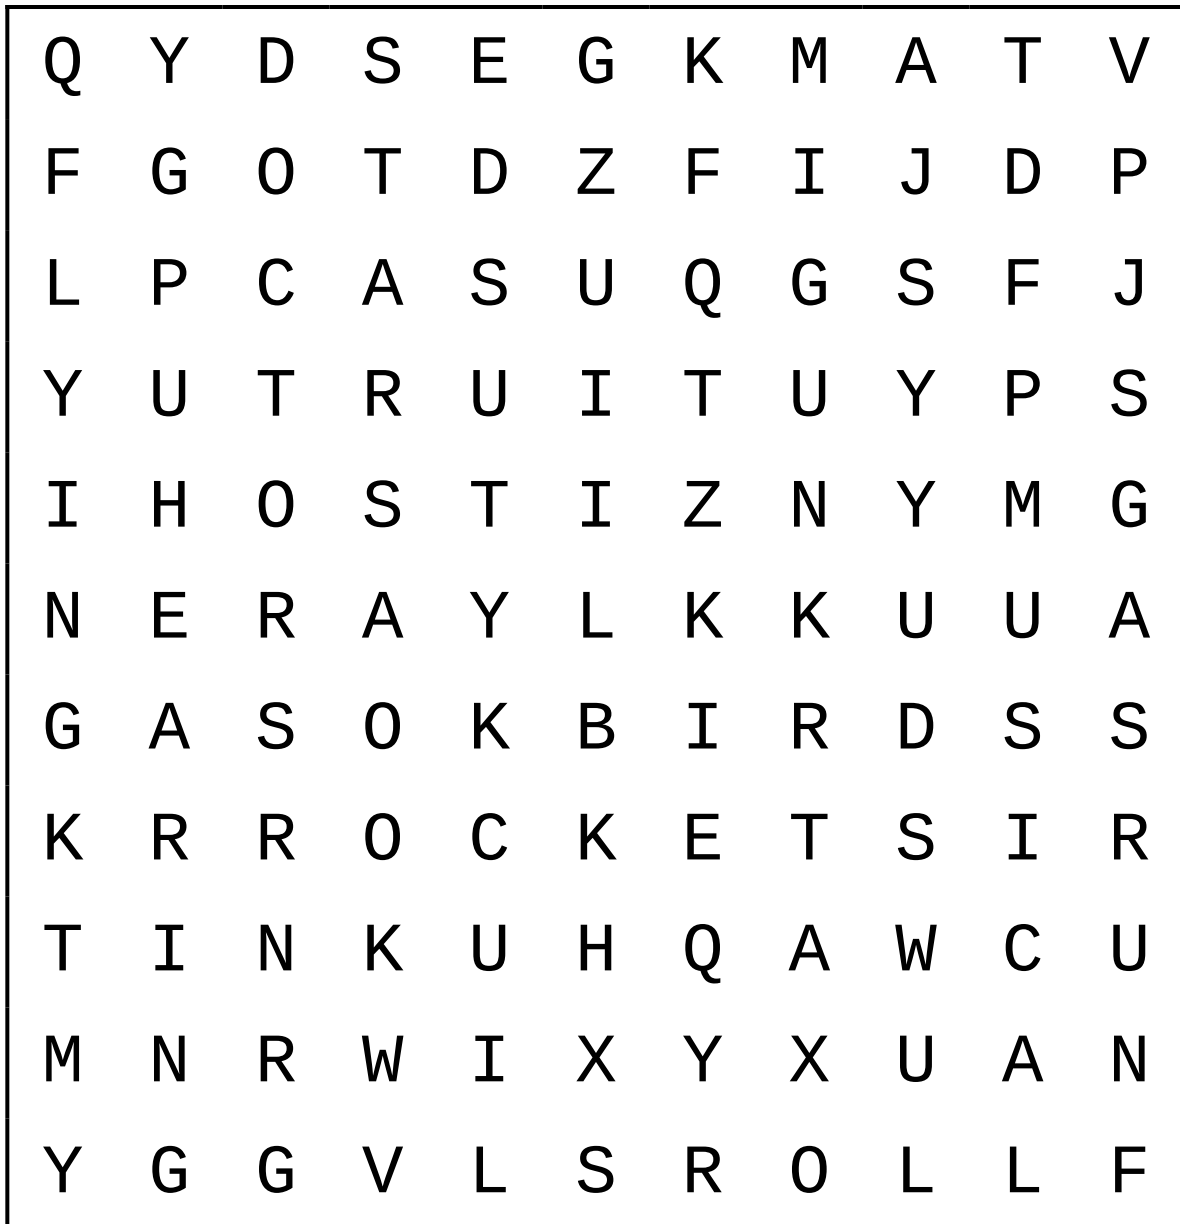 Q Y D S E G K M A T V
F G O T D Z F I J D P
L P C A S U Q G S F J
Y U T R U I T U Y P S
I H O S T I Z N Y M G
N E R A Y L K K U U A
G A S O K B I R D S S
K R R O C K E T S I R
T I N K U H Q A W C U
M N R W I X Y X U A N
Y G G V L S R O L L F